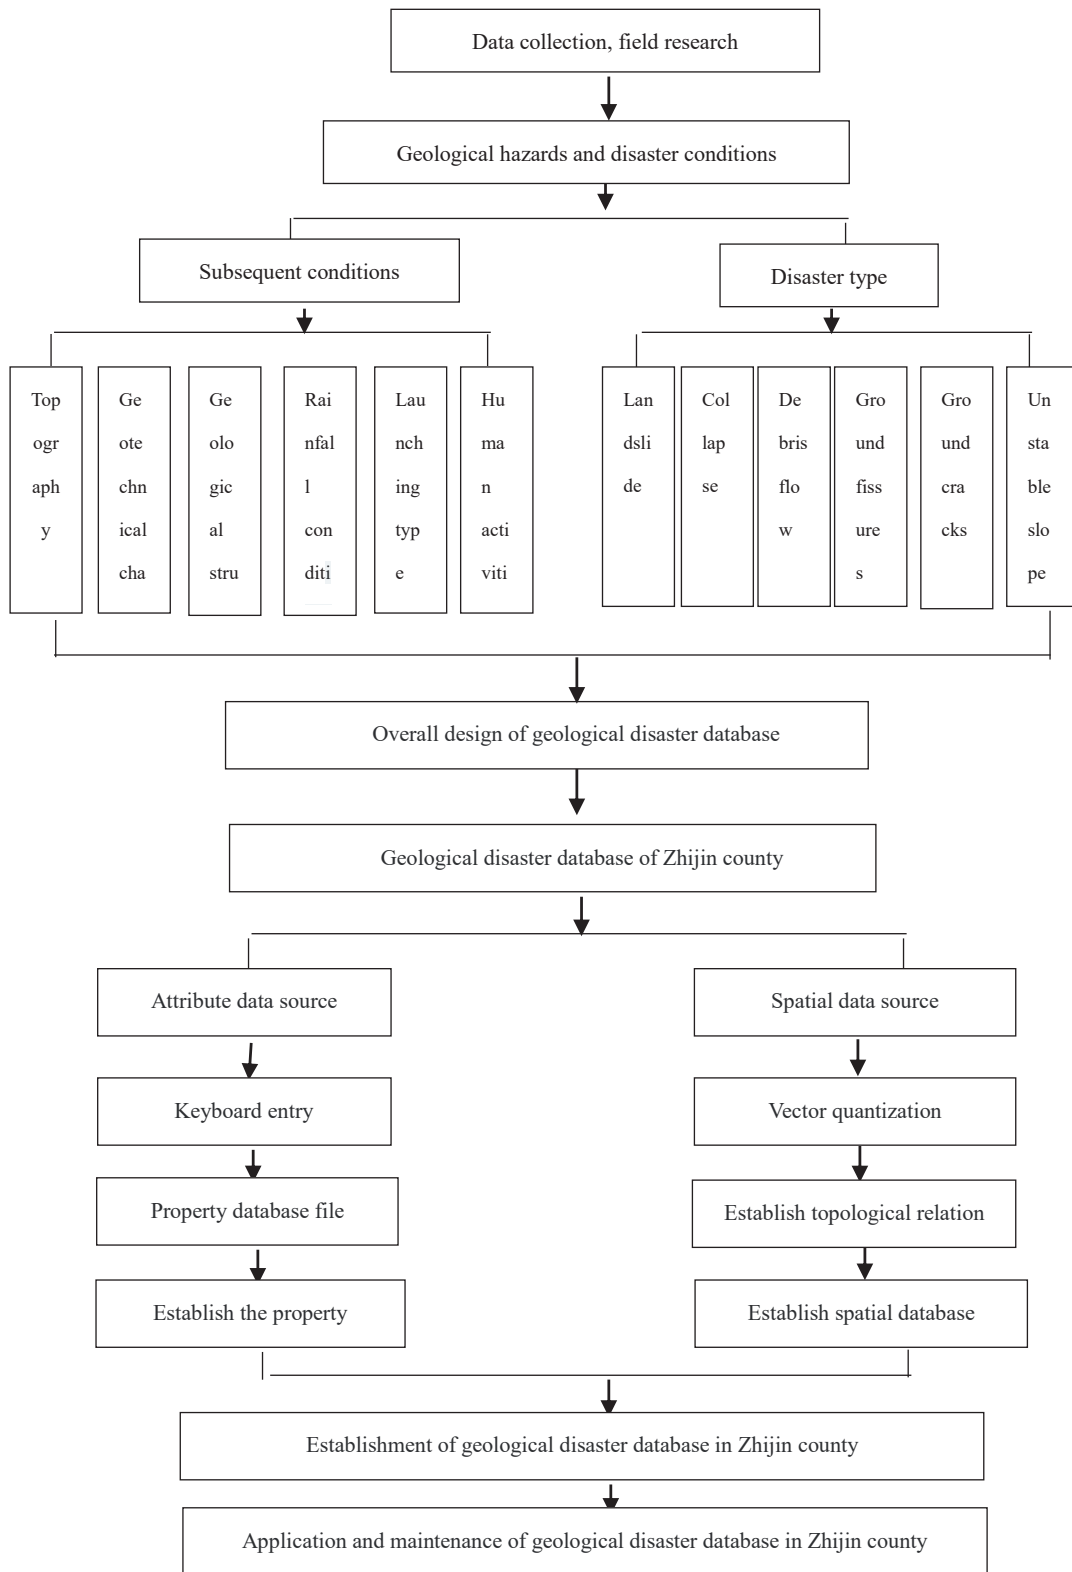 Data collection, field research
Geological hazards and disaster conditions
Subsequent conditions
Disaster type
Top
ogr
aph
y
Ge
ote
chn
ical
cha
Ge
olo
gic
al
stru
Rai
nfal
l
con
diti
Lau
nch
ing
typ
e
Hu
ma
n
acti
viti
Lan
dsli
de
Col
lap
se
De
bris
flo
w
Gro
und
fiss
ure
s
Gro
und
cra
cks
Un
sta
ble
slo
pe
Overall design of geological disaster database
Geological disaster database of Zhijin county
Attribute data source
Spatial data source
Keyboard entry
Vector quantization
Property database file
Establish topological relation
Establish the property
Establish spatial database
Establishment of geological disaster database in Zhijin county
Application and maintenance of geological disaster database in Zhijin county